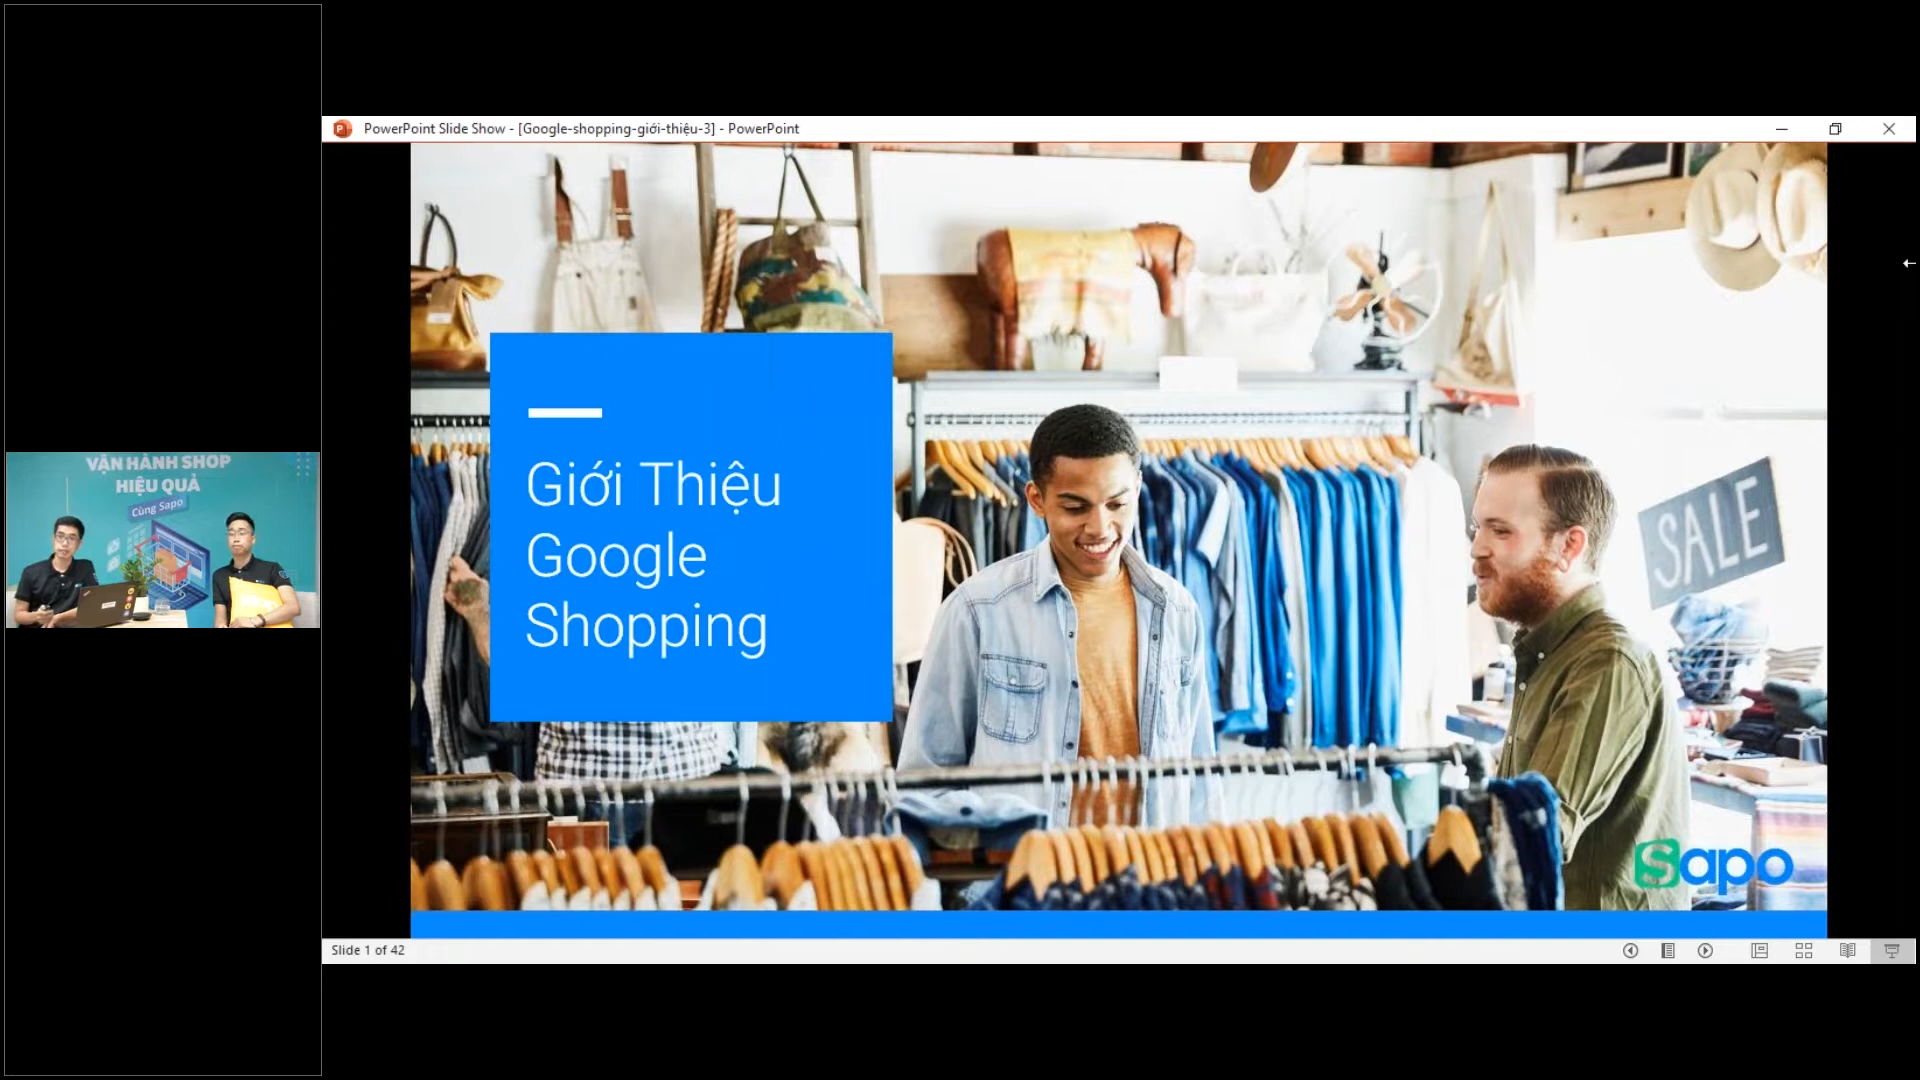 PowerPoint Slide Show - [Google-shopping-giới-thiệu-3] - PowerPoint
VẬN HÀNH SHOP
HIỆU QUẢ
Cùng Sapo
Giới Thiệu
Google
Shopping
SALE
Sapo
Slide 1 of 42